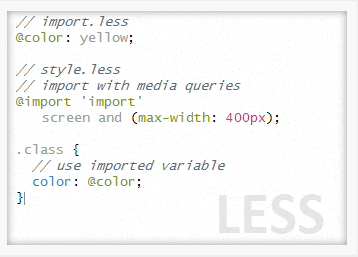 // import.less
@color: yellow;

// style.less
// import with media queries
@import 'import'
   screen and (max-width: 400px);

.class {
  // use imported variable
  color: @color;
}
LESS